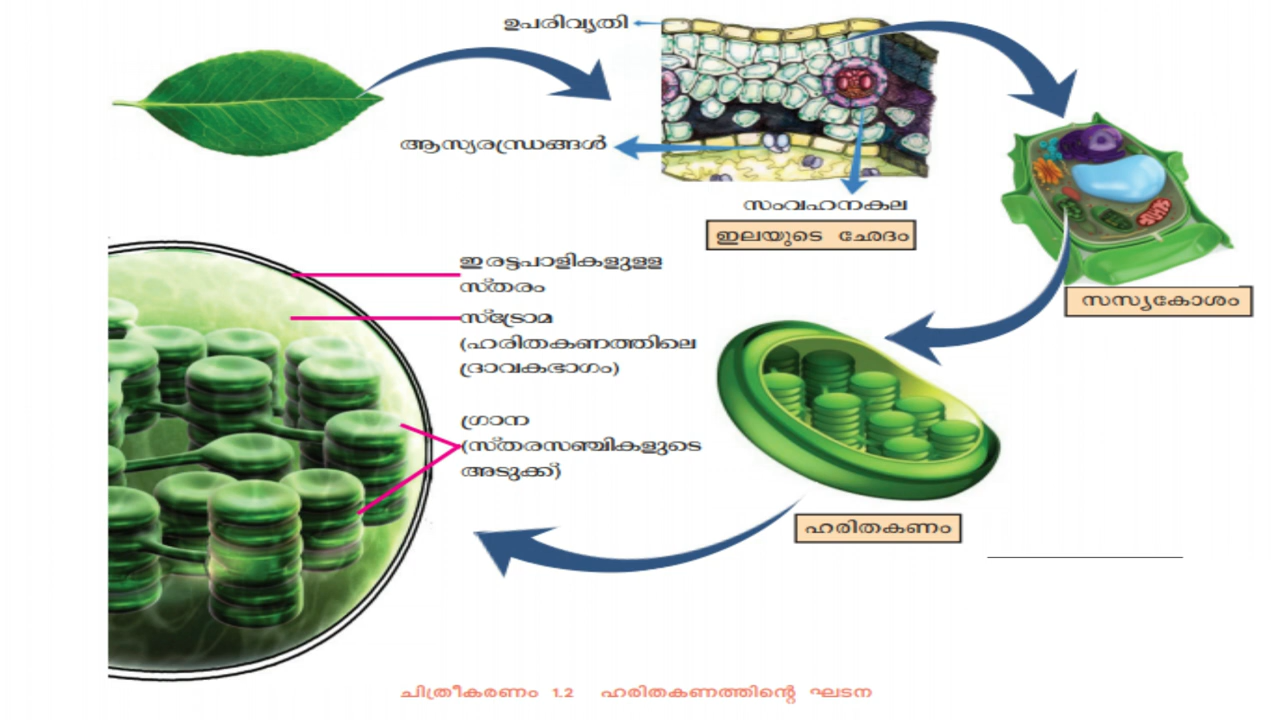 ഉപരിവൃതി
ആസ്യരന്ധ്രങ്ങൾ
സംവഹനകല
ഇലയുടെ ഛേദം
സസ്യകോശം
ഇരട്ടപാളികളുള്ള
സ്തരം
സ്ട്രോമ
(ഹരിതകണത്തിലെ
ദ്രാവകഭാഗം)
ഗ്രാന
(സ്തരസഞ്ചികളുടെ
അടുക്ക്)
ഹരിതകണം
ചിത്രീകരണം 1.2 ഹരിതകണത്തിന്റെ ഘടന